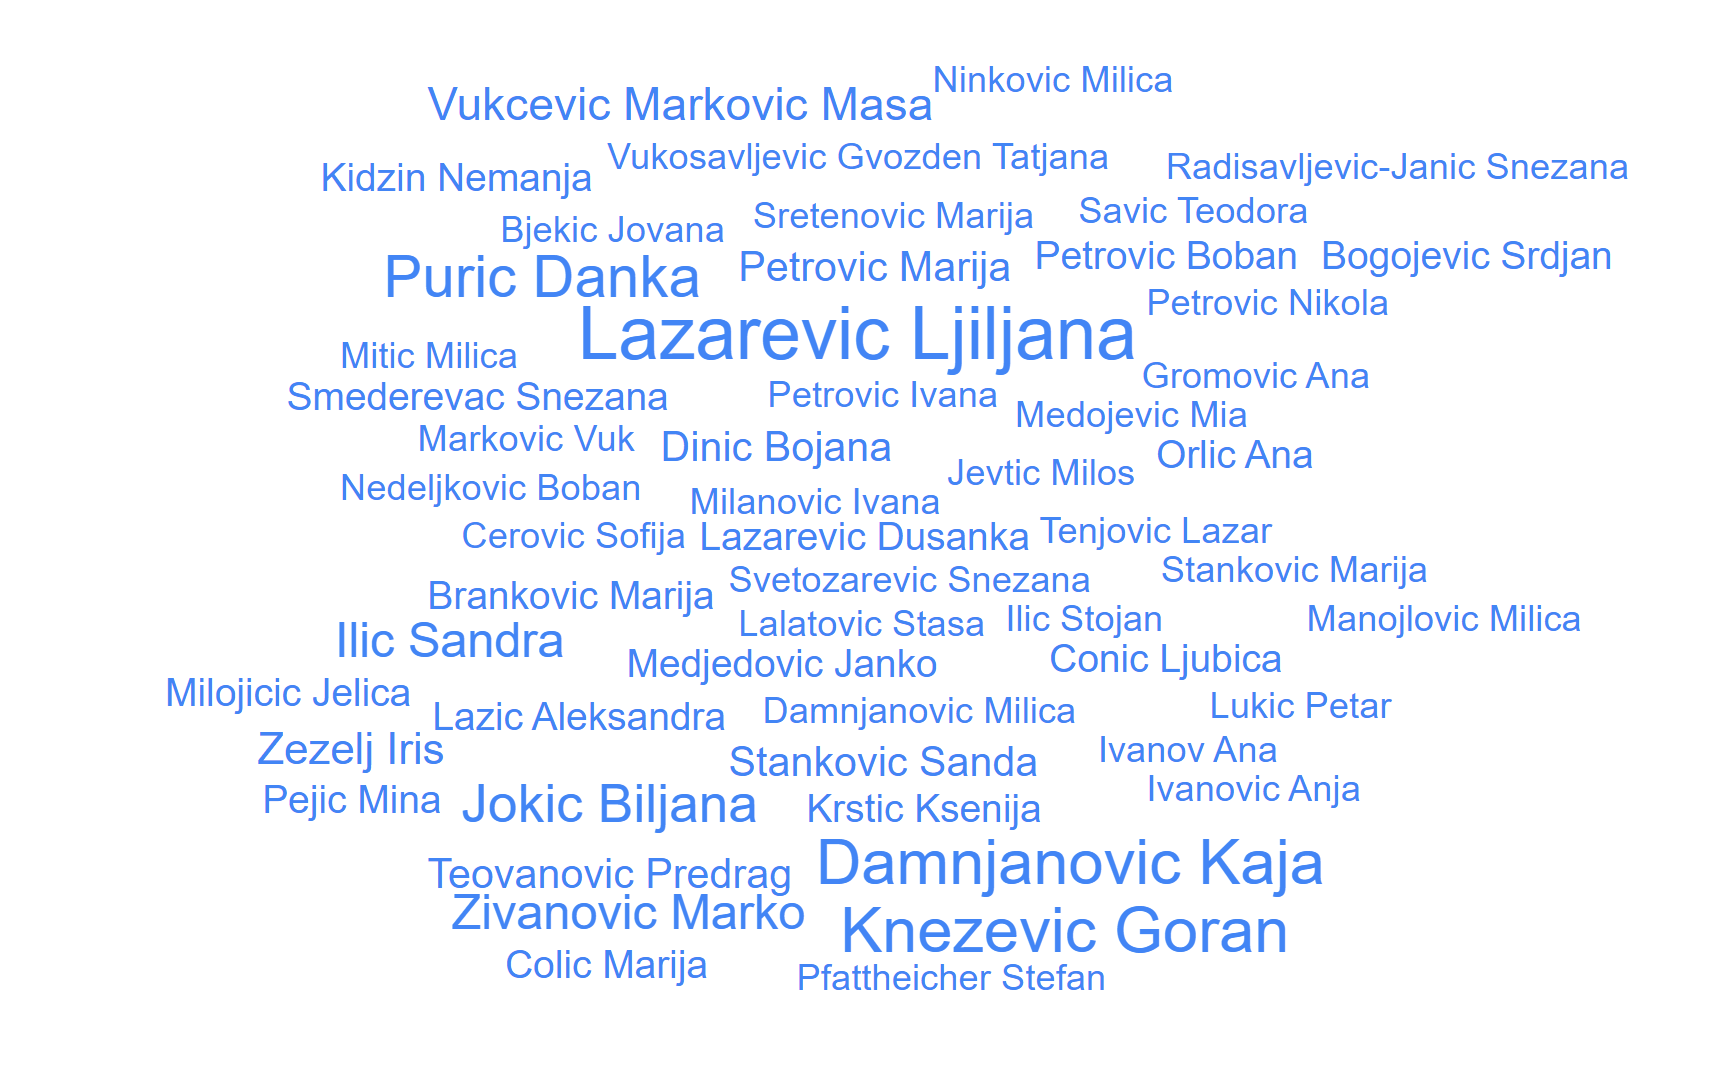 Ninkovic Milica
Vukcevic Markovic Masa
Vukosavljevic Gvozden Tatjana
Radisavljevic-Janic Snezana
Kidzin Nemanja
Sretenovic Marija
Savic Teodora
Bjekic Jovana
Petrovic Boban
Bogojevic Srdjan
Puric Danka
Petrovic Marija
Petrovic Nikola
Lazarevic Ljiljana
Mitic Milica
Gromovic Ana
Smederevac Snezana
Petrovic Ivana
Medojevic Mia
Markovic Vuk
Dinic Bojana
Orlic Ana
Jevtic Milos
Nedeljkovic Boban
Milanovic Ivana
Cerovic Sofija
Lazarevic Dusanka
Tenjovic Lazar
Svetozarevic Snezana
Stankovic Marija
Brankovic Marija
Lalatovic Stasa
Ilic Stojan
Manojlovic Milica
Ilic Sandra
Medjedovic Janko
Conic Ljubica
Milojicic Jelica
Lazic Aleksandra
Damnjanovic Milica
Lukic Petar
Zezelj Iris
Stankovic Sanda
Ivanov Ana
Pejic Mina
Jokic Biljana
Krstic Ksenija
Ivanovic Anja
Teovanovic Predrag
Damnjanovic Kaja
Zivanovic Marko
Knezevic Goran
Colic Marija
Pfattheicher Stefan